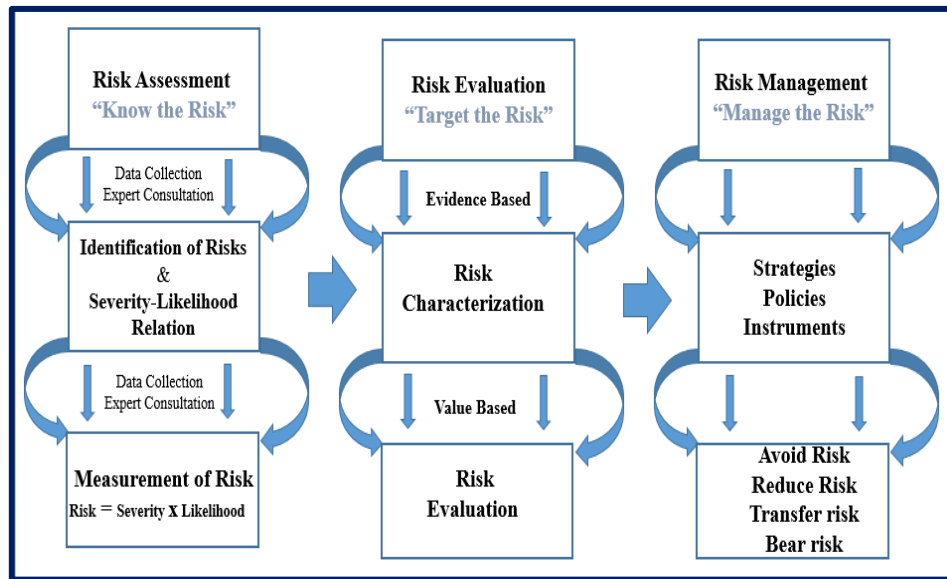 Risk Assessment
“Know the Risk”
Data Collection
Expert Consultation
Identification of Risks
&
Severity-Likelihood
Relation
Data Collection
Expert Consultation
Measurement of Risk
Risk = Severity x Likelihood
Risk Evaluation
“Target the Risk”
Evidence Based
Risk
Characterization
Value Based
Risk
Evaluation
Risk Management
“Manage the Risk”
Strategies
Policies
Instruments
Avoid Risk
Reduce Risk
Transfer risk
Bear risk